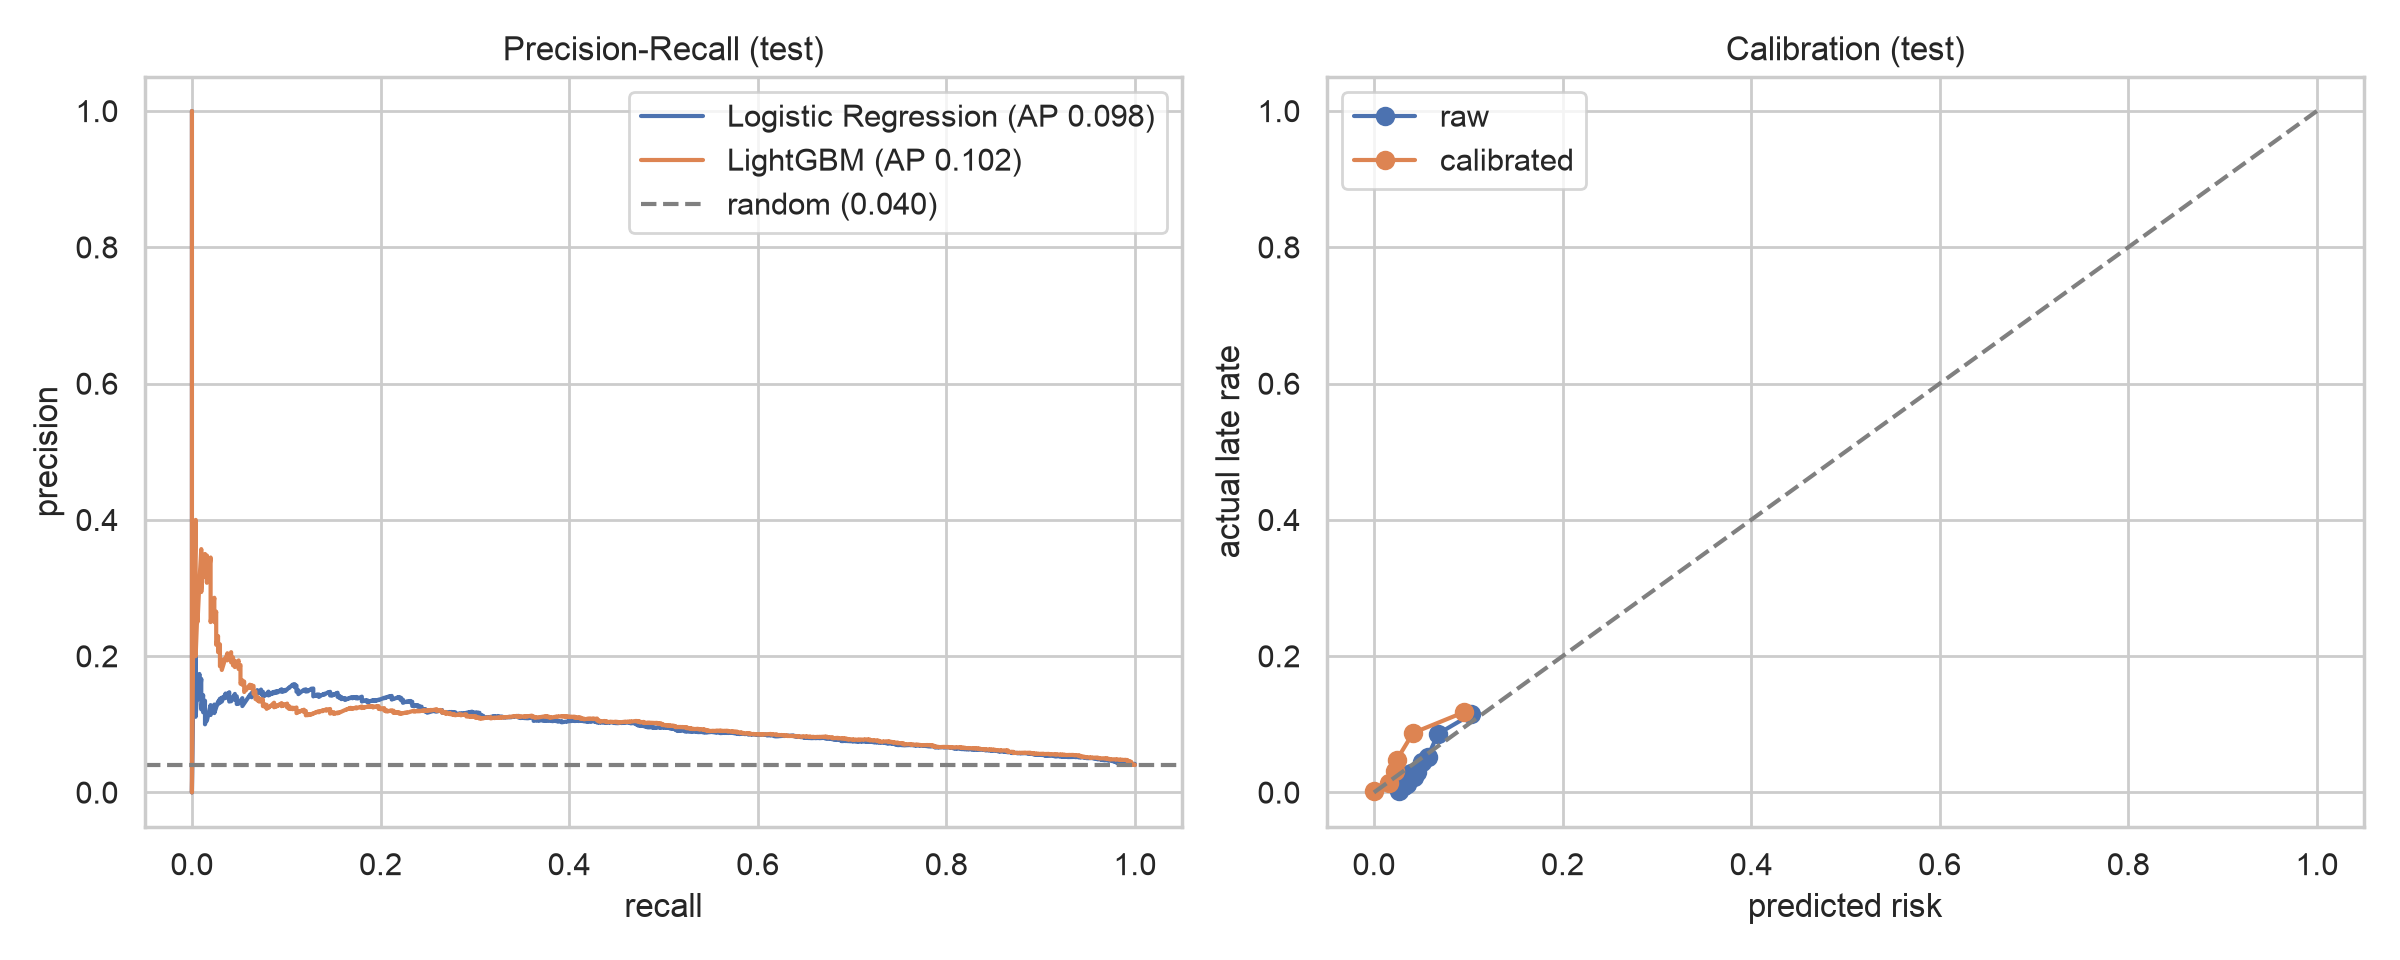 Precision-Recall (test)
1.0
0.8
0.6
0.4
0.2
0.0
precision
0.0 0.2 0.4 0.6 0.8 1.0
recall
Logistic Regression (AP 0.098)
LightGBM (AP 0.102)
random (0.040)
Calibration (test)
1.0
0.8
0.6
0.4
0.2
0.0
actual late rate
0.0 0.2 0.4 0.6 0.8 1.0
predicted risk
raw
calibrated